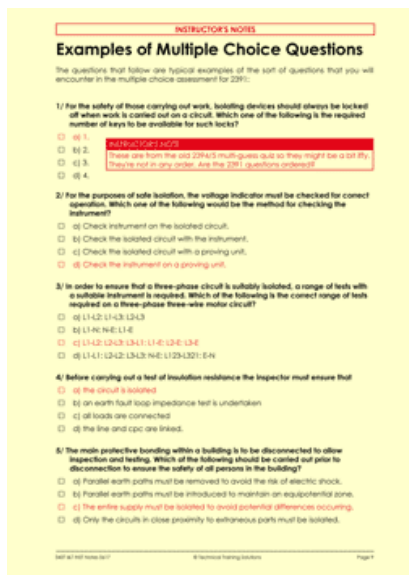 INSTRUCTOR'S NOTES
Examples of Multiple Choice Questions
The questions that follow are typical examples of the sort of questions that you will
encounter in the multiple choice assessment for 2391:
1/ For the safety of those carrying out work, isolating devices should always be locked
off when work is carried out on a circuit. Which one of the following is the required
number of keys to be available for such locks?
a) 1.
b) 2.
c) 3.
d) 4.
INSTRUCTOR'S NOTE
These are from the old 2394/5 multi-guess quiz so they might be a bit iffy.
They're not in any order. Are the 2391 questions ordered?
2/ For the purposes of safe isolation, the voltage indicator must be checked for correct
operation. Which one of the following would be the method for checking the
instrument?
a) Check instrument on the isolated circuit.
b) Check the isolated circuit with the instrument.
c) Check the isolated circuit with a proving unit.
d) Check the instrument on a proving unit.
3/ In order to ensure that a three-phase circuit is suitably isolated, a range of tests with
a suitable instrument is required. Which of the following is the correct range of tests
required on a three-phase three-wire motor circuit?
a) L1-L2: L1-L3: L2-L3
b) L1-N: N-E: L1-E
c) L1-L2: L2-L3: L3-L1: L1-E: L2-E: L3-E
d) L1-L1: L2-L2: L3-L3: N-E: L123-L321: E-N
4/ Before carrying out a test of insulation resistance the inspector must ensure that
a) the circuit is isolated
b) an earth fault loop impedance test is undertaken
c) all loads are connected
d) the line and cpc are linked.
5/ The main protective bonding within a building is to be disconnected to allow
inspection and testing. Which of the following should be carried out prior to
disconnection to ensure the safety of all persons in the building?
a) Parallel earth paths must be removed to avoid the risk of electric shock.
b) Parallel earth paths must be introduced to maintain an equipotential zone.
c) The entire supply must be isolated to avoid potential differences occurring.
d) Only the circuits in close proximity to extraneous parts must be isolated.
© Technical Training Solutions
Page 9